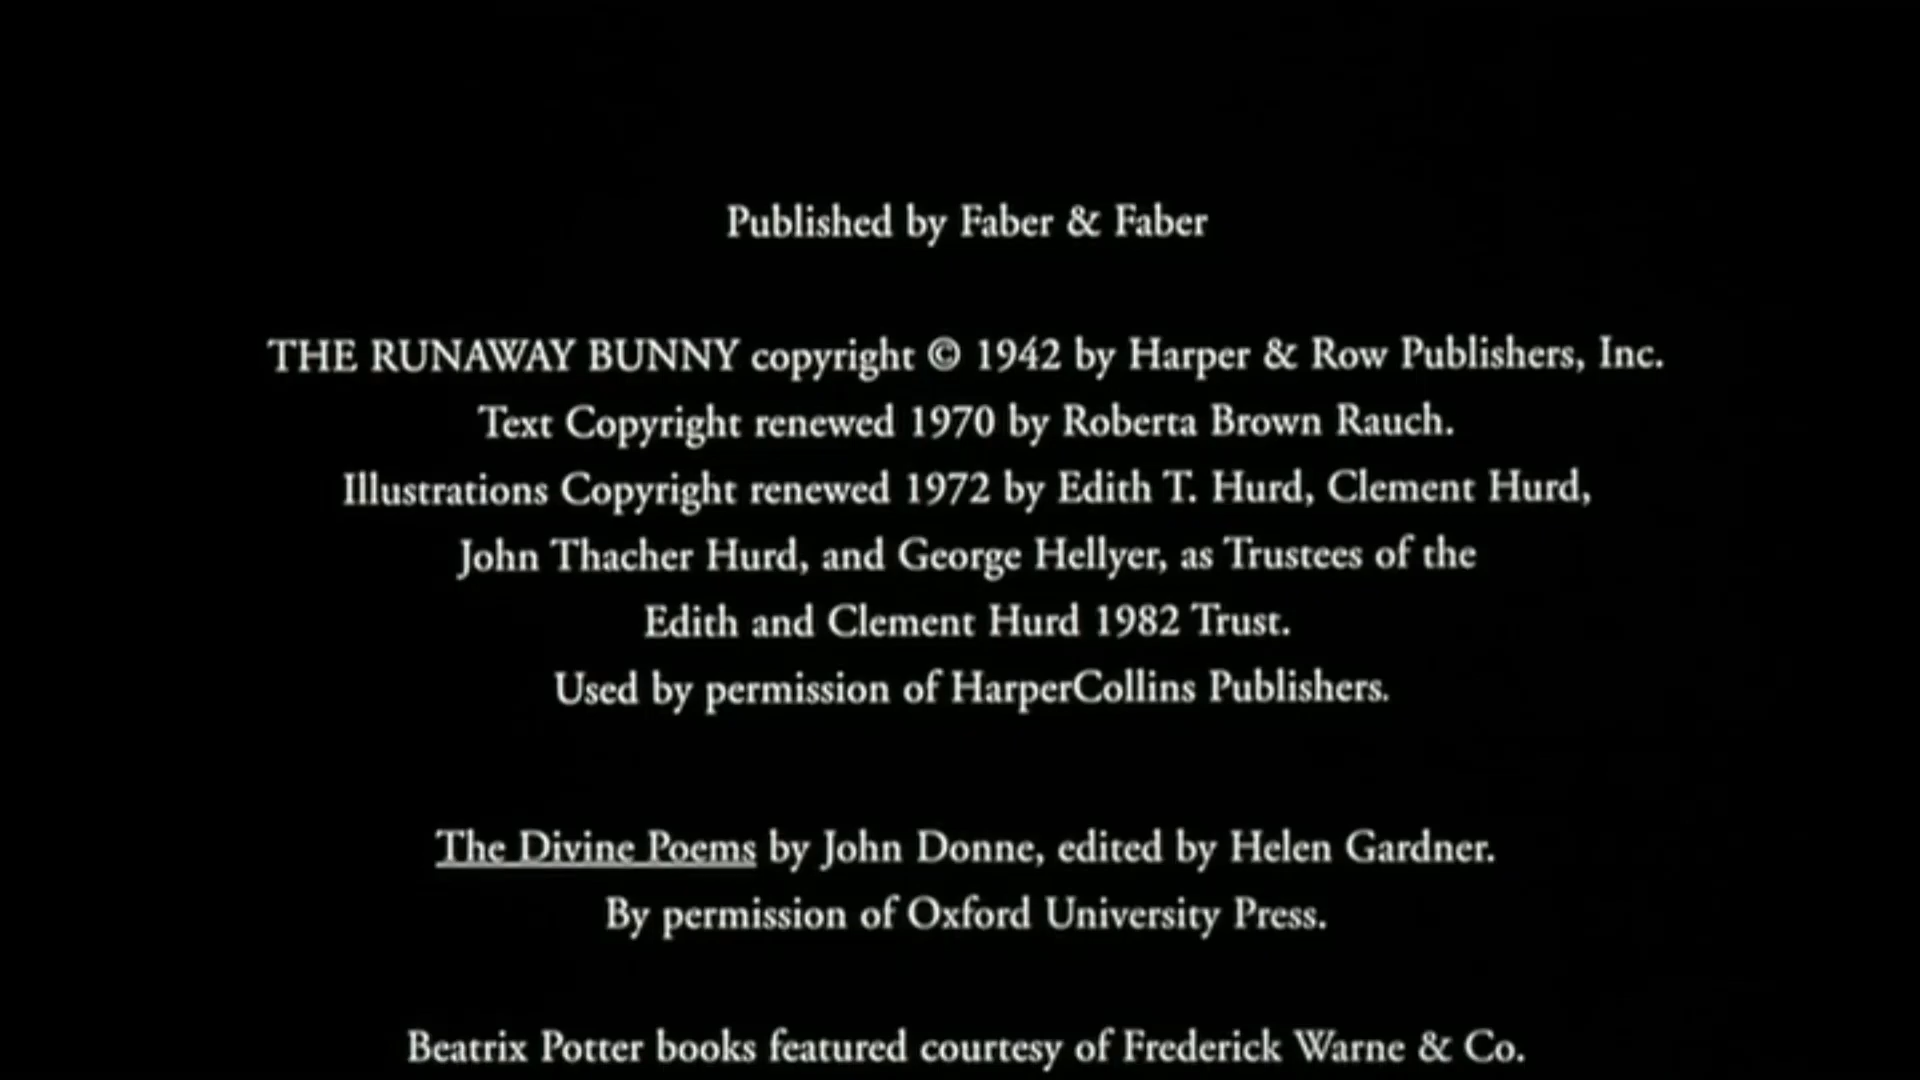 Published by Faber & Faber
THE RUNAWAY BUNNY copyright © 1942 by Harper & Row Publishers, Inc.
Text Copyright renewed 1970 by Roberta Brown Rauch.
Illustrations Copyright renewed 1972 by Edith T. Hurd, Clement Hurd,
John Thacher Hurd, and George Hellyer, as Trustees of the
Edith and Clement Hurd 1982 Trust.
Used by permission of HarperCollins Publishers.
The Divine Poems by John Donne, edited by Helen Gardner.
By permission of Oxford University Press.
Beatrix Potter books featured courtesy of Frederick Warne & Co.